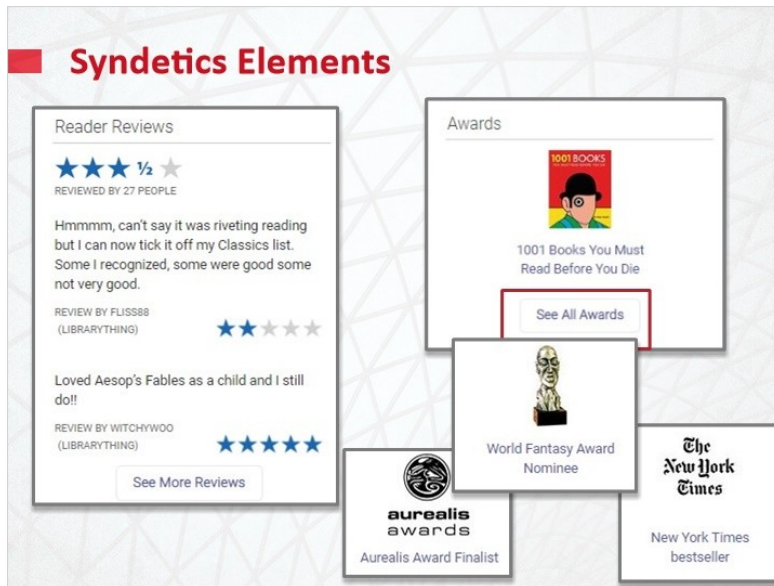 Syndetics Elements
Reader Reviews
½
REVIEWED BY 27 PEOPLE
Hmmmm, can't say it was riveting reading
but I can now tick it off my Classics list.
Some I recognized, some were good some
not very good.
REVIEW BY FLISS88
(LIBRARYTHING)
Loved Aesop's Fables as a child and I still
do!!
REVIEW BY WITCHYWOO
(LIBRARYTHING)
See More Reviews
Awards
1001 BOOKS
1001 Books You Must
Read Before You Die
See All Awards
World Fantasy Award
Nominee
aurealis
awards
Aurealis Award Finalist
The
New York
Times
New York Times
bestseller